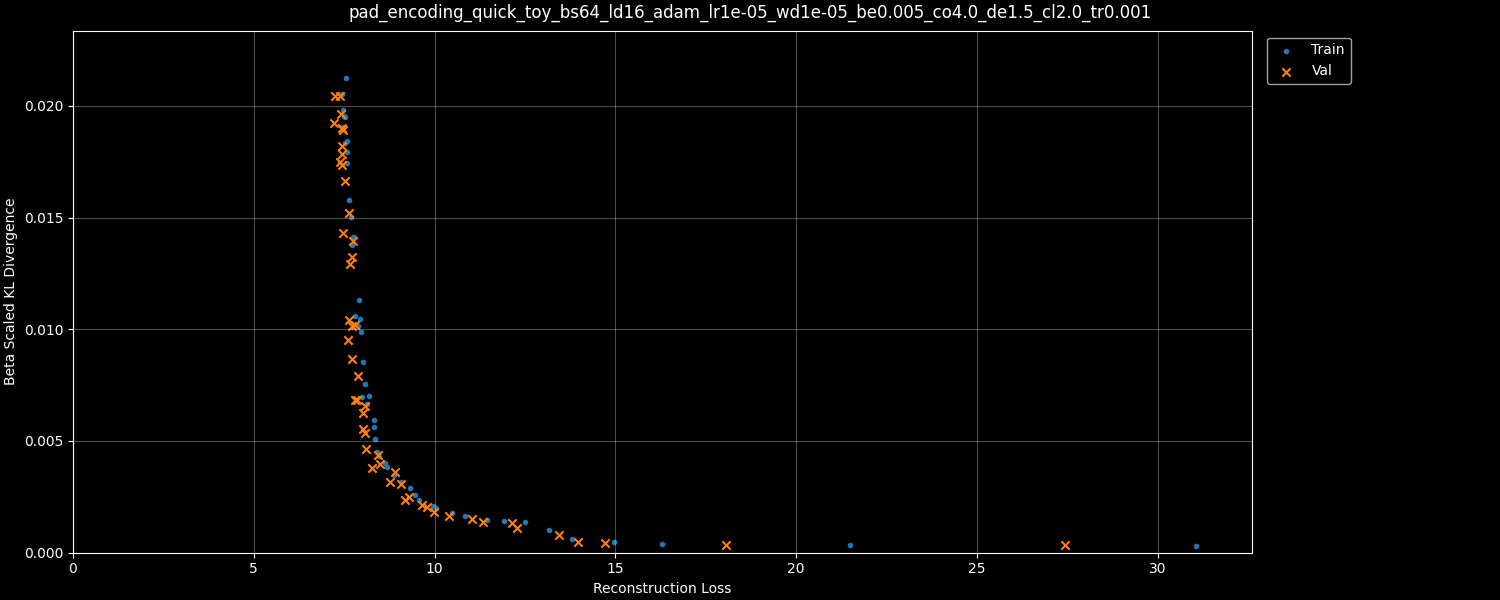 pad_encoding_quick_toy_bs64_ld16_adam_lr1e-05_wd1e-05_be0.005_co4.0_de1.5_cl2.0_tr0.001
Train
Val
Beta Scaled KL Divergence
0.020
0.015
0.010
0.005
0.000
0 5 10 15 20 25 30
Reconstruction Loss